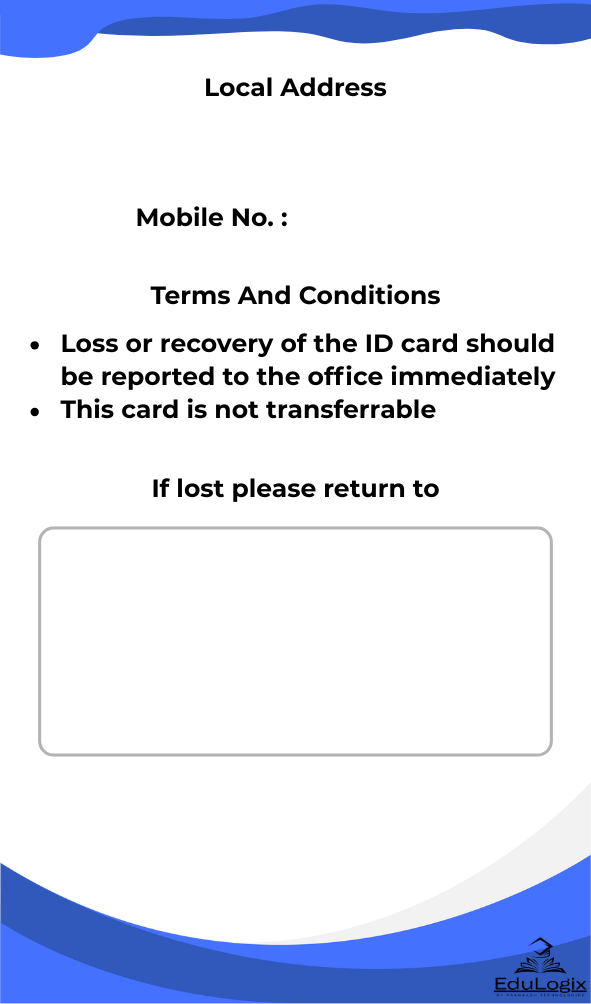 Local Address
Mobile No. :
Terms And Conditions
• Loss or recovery of the ID card should
be reported to the office immediately
• This card is not transferrable
If lost please return to
EduLogix